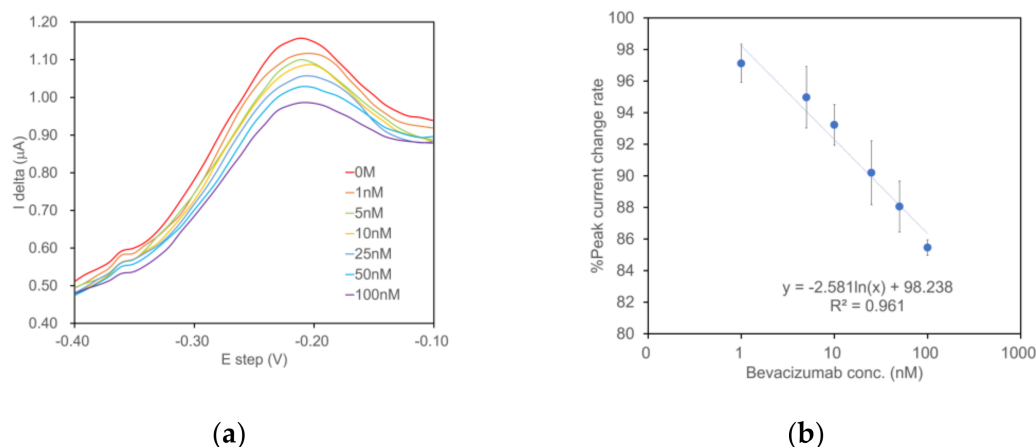 1.20
1.10
1.00
0.90
0.80
0.70
0.60
0.50
0.40
I delta (μA)
0M
1nM
5nM
10nM
25nM
50nM
100nM
-0.40 -0.30 -0.20 -0.10
E step (V)
(a)
100
98
96
94
92
90
88
86
84
82
80
%Peak current change rate
y = -2.581ln(x) + 98.238
R² = 0.961
0 1 10 100 1000
Bevacizumab conc. (nM)
(b)